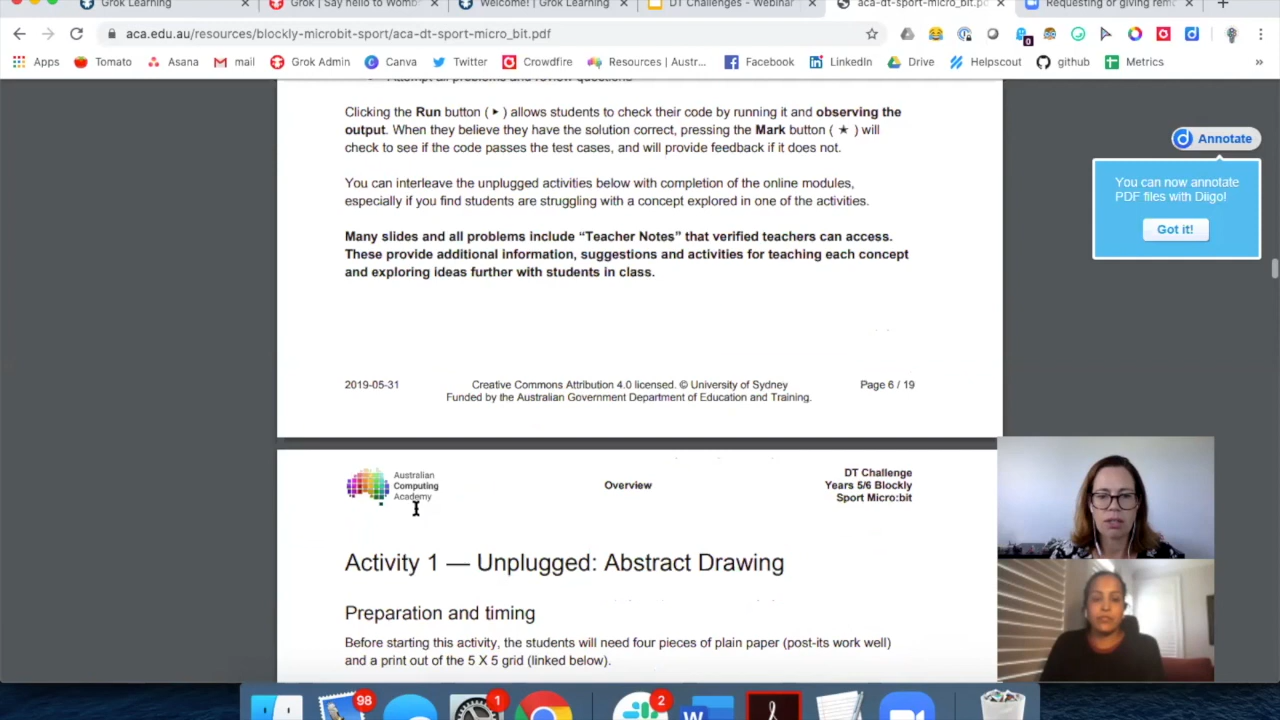 Grok Learning
Grok | Say hello to Womb
Welcome! | Grok Learning
DT Challenges - Webinar
aca-dt-sport-micro_bit.p
Requesting or giving rem
aca.edu.au/resources/blockly-microbit-sport/aca-dt-sport-micro_bit.pdf
0
Apps
Tomato
Asana
mail
Grok Admin
Canva
Twitter
Crowdfire
Resources | Austr...
Facebook
LinkedIn
Drive
Helpscout
github
Metrics
»
Attempt all problems and review questions
Clicking the Run button ( ▸ ) allows students to check their code by running it and observing the
output. When they believe they have the solution correct, pressing the Mark button ( ★ ) will
check to see if the code passes the test cases, and will provide feedback if it does not.
You can interleave the unplugged activities below with completion of the online modules,
especially if you find students are struggling with a concept explored in one of the activities.
Many slides and all problems include “Teacher Notes” that verified teachers can access.
These provide additional information, suggestions and activities for teaching each concept
and exploring ideas further with students in class.
2019-05-31
Creative Commons Attribution 4.0 licensed. © University of Sydney
Funded by the Australian Government Department of Education and Training.
Page 6 / 19
d Annotate
You can now annotate
PDF files with Diigo!
Got it!
Australian
Computing
Academy
Overview
DT Challenge
Years 5/6 Blockly
Sport Micro:bit
Activity 1 — Unplugged: Abstract Drawing
Preparation and timing
Before starting this activity, the students will need four pieces of plain paper (post-its work well)
and a print out of the 5 X 5 grid (linked below).
98
1
2
W